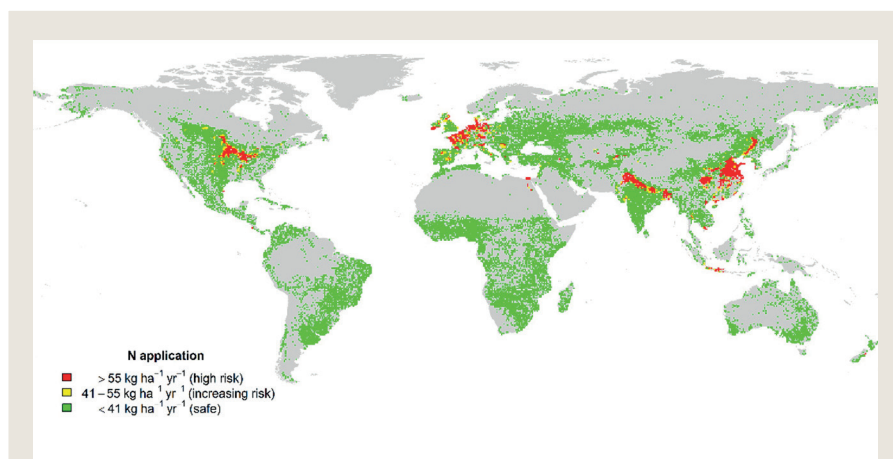 N application
> 55 kg ha⁻¹ yr⁻¹ (high risk)
41 – 55 kg ha⁻¹ yr⁻¹ (increasing risk)
< 41 kg ha⁻¹ yr⁻¹ (safe)